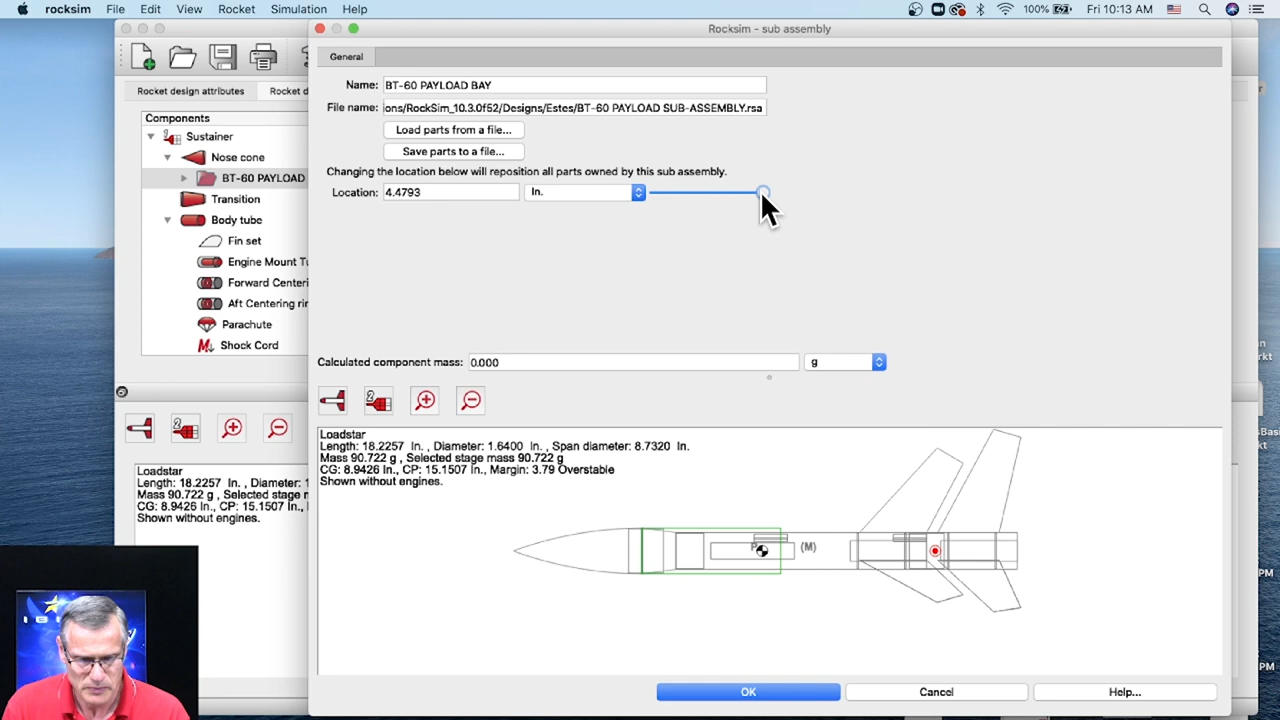 rocksim File Edit View Rocket Simulation Help 100% Fri 10:13 AM
Rocksim - sub assembly
General
Rocket design attributes Rocket d
Name: BT-60 PAYLOAD BAY
File name: ions/RockSim_10.3.0f52/Designs/Estes/BT-60 PAYLOAD SUB-ASSEMBLY.rsa
Load parts from a file...
Save parts to a file...
Changing the location below will reposition all parts owned by this sub assembly.
Location: 4.4793 In.
Components
Sustainer
Nose cone
BT-60 PAYLOAD
Transition
Body tube
Fin set
Engine Mount Tu
Forward Centeri
Aft Centering rin
Parachute
Shock Cord
Calculated component mass: 0.000 g
Loadstar
Length: 18.2257 In. , Diameter: 1.6400 In. , Span diameter: 8.7320 In.
Mass 90.722 g , Selected stage mass 90.722 g
CG: 8.9426 In., CP: 15.1507 In., Margin: 3.79 Overstable
Shown without engines.
P (M)
Loadstar
Length: 18.2257 In. , Diameter: 1
Mass 90.722 g , Selected stage m
CG: 8.9426 In., CP: 15.1507 In.,
Shown without engines.
OK Cancel Help...